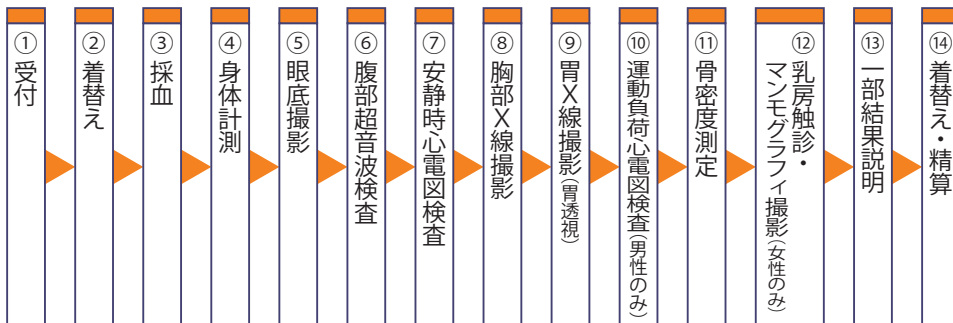 ①受付
②着替え
③採血
④身体計測
⑤眼底撮影
⑥腹部超音波検査
⑦安静時心電図検査
⑧胸部X線撮影
⑨胃X線撮影(胃透視)
⑩運動負荷心電図検査(男性のみ)
⑪骨密度測定
⑫乳房触診・
マンモグラフィ撮影(女性のみ)
⑬一部結果説明
⑭着替え・精算